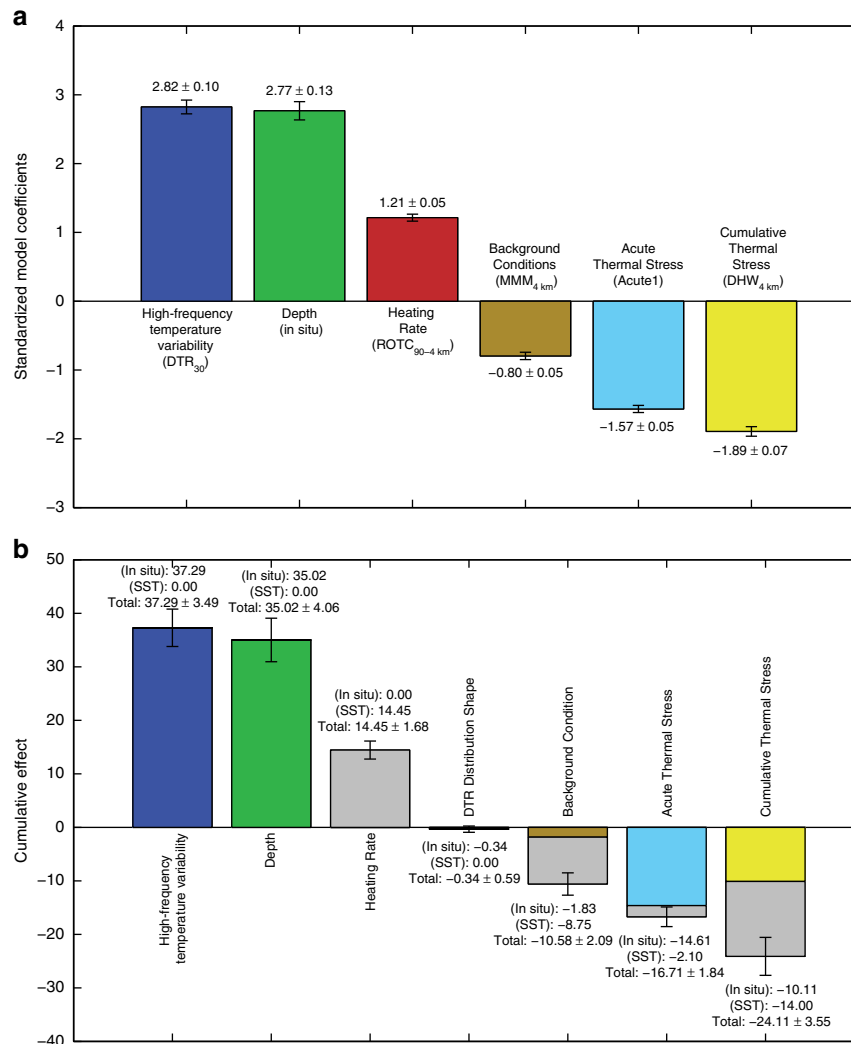 a
Standardized model coefficients
4
3
2
1
0
−1
−2
−3
2.82 ± 0.10
2.77 ± 0.13
1.21 ± 0.05
High-frequency
temperature
variability
(DTR30)
Depth
(in situ)
Heating
Rate
(ROTC90–4 km)
Background
Conditions
(MMM4 km)
Acute
Thermal Stress
(Acute1)
Cumulative
Thermal
Stress
(DHW4 km)
−0.80 ± 0.05
−1.57 ± 0.05
−1.89 ± 0.07
b
Cumulative effect
50
40
30
20
10
0
−10
−20
−30
−40
(In situ): 37.29
(SST): 0.00
Total: 37.29 ± 3.49
(In situ): 35.02
(SST): 0.00
Total: 35.02 ± 4.06
(In situ): 0.00
(SST): 14.45
Total: 14.45 ± 1.68
High-frequency
temperature variability
Depth
Heating Rate
DTR Distribution Shape
Background Condition
Acute Thermal Stress
Cumulative Thermal Stress
(In situ): −0.34
(SST): 0.00
Total: −0.34 ± 0.59
(In situ): −1.83
(SST): −8.75
Total: −10.58 ± 2.09
(In situ): −14.61
(SST): −2.10
Total: −16.71 ± 1.84
(In situ): −10.11
(SST): −14.00
Total: −24.11 ± 3.55